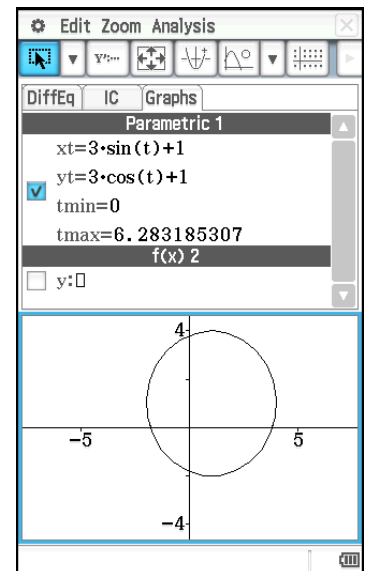 Edit Zoom Analysis
DiffEq IC Graphs
Parametric 1
xt=3·sin(t)+1
yt=3·cos(t)+1
tmin=0
tmax=6.283185307
f(x) 2
y:▯
4
-5 5
-4